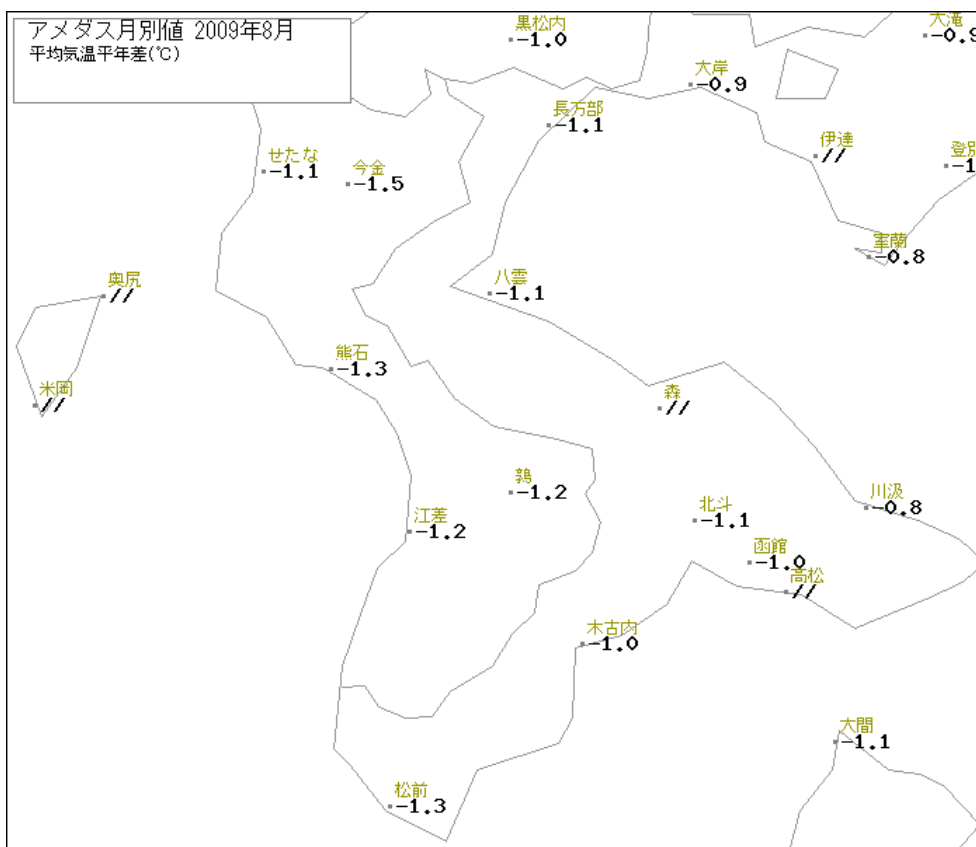 アメダス月別値 2009年8月
平均気温平年差(℃)
黒松内
-1.0
大滝
-0.9
大岸
-0.9
長万部
-1.1
伊達
//
登別
-1
せたな
-1.1
今金
-1.5
室蘭
-0.8
奥尻
//
八雲
-1.1
熊石
-1.3
米岡
//
森
//
鶉
-1.2
川汲
-0.8
江差
-1.2
北斗
-1.1
函館
-1.0
高松
//
木古内
-1.0
大間
-1.1
松前
-1.3